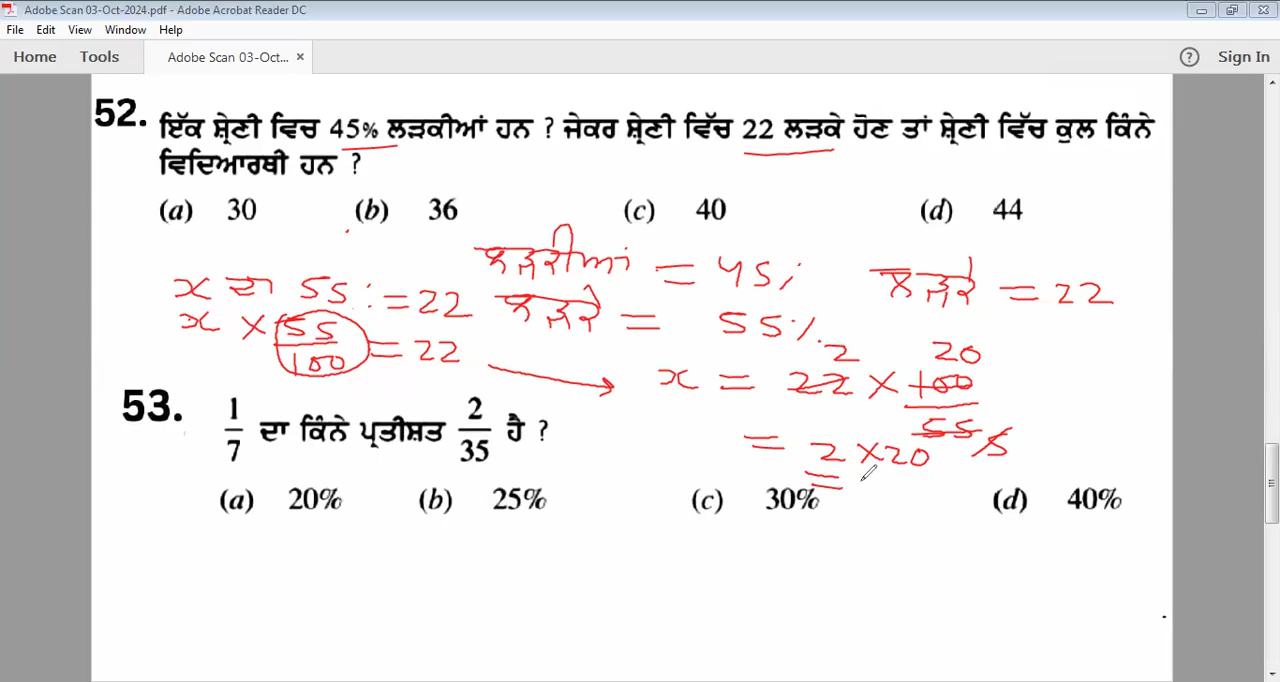 Adobe Scan 03-Oct-2024.pdf - Adobe Acrobat Reader DC
File Edit View Window Help
Home Tools Adobe Scan 03-Oct... × ? Sign In
52. ਇੱਕ ਸ਼੍ਰੇਣੀ ਵਿਚ 45% ਲੜਕੀਆਂ ਹਨ ? ਜੇਕਰ ਸ਼੍ਰੇਣੀ ਵਿੱਚ 22 ਲੜਕੇ ਹੋਣ ਤਾਂ ਸ਼੍ਰੇਣੀ ਵਿੱਚ ਕੁਲ ਕਿੰਨੇ
ਵਿਦਿਆਰਥੀ ਹਨ ?
(a) 30 (b) 36 (c) 40 (d) 44
ਲੜਕੀਆਂ = 45% ਲੜਕੇ = 22
x ਦਾ 55% = 22 ਲੜਕੇ = 55%
x × 55/100 = 22
2 20
x = 22 × 100/55 5
= 2 × 20
53. 1/7 ਦਾ ਕਿੰਨੇ ਪ੍ਰਤੀਸ਼ਤ 2/35 ਹੈ ?
(a) 20% (b) 25% (c) 30% (d) 40%